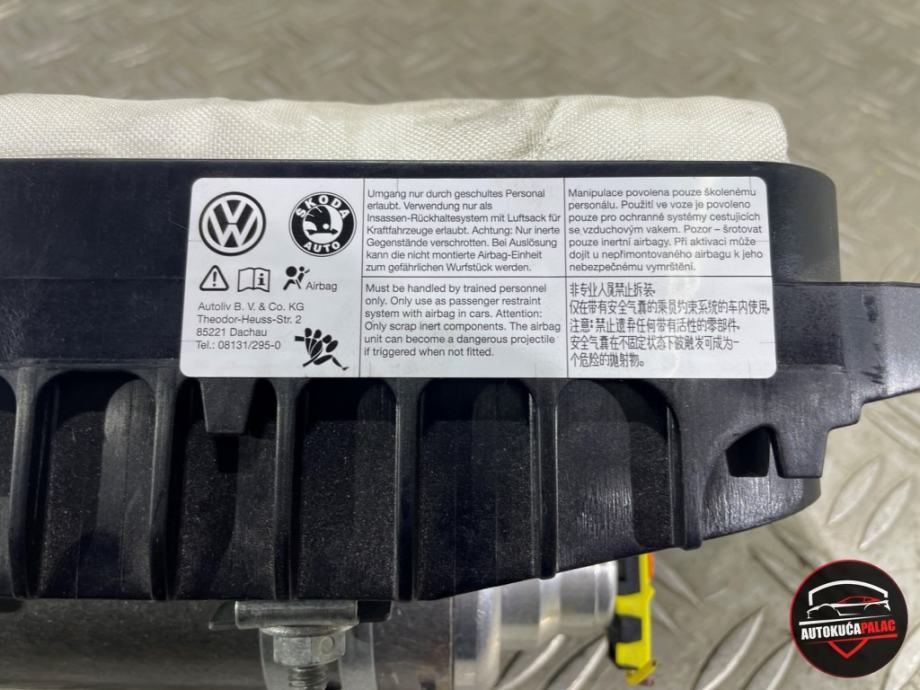 VW
ŠKODA
AUTO
Airbag
Autoliv B. V. & Co. KG
Theodor-Heuss-Str. 2
85221 Dachau
Tel.: 08131/295-0
Umgang nur durch geschultes Personal
erlaubt. Verwendung nur als
Insassen-Rückhaltesystem mit Luftsack für
Kraftfahrzeuge erlaubt. Achtung: Nur inerte
Gegenstände verschrotten. Bei Auslösung
kann die nicht montierte Airbag-Einheit
zum gefährlichen Wurfstück werden.
Manipulace povolena pouze školenému
personálu. Použití ve voze je povoleno
pouze pro ochranné systémy cestujících
se vzduchovým vakem. Pozor – šrotovat
pouze inertní airbagy. Při aktivaci může
dojít u nepřimontovaného airbagu k jeho
nebezpečnému vymrštění.
Must be handled by trained personnel
only. Only use as passenger restraint
system with airbag in cars. Attention:
Only scrap inert components. The airbag
unit can become a dangerous projectile
if triggered when not fitted.
非专业人员禁止拆装.
仅在带有安全气囊的乘员约束系统的车内使用.
注意: 禁止遗弃任何带有活性的零部件.
安全气囊在不固定状态下被触发可成为一
个危险的抛射物。
AUTOKUĆAPALAC